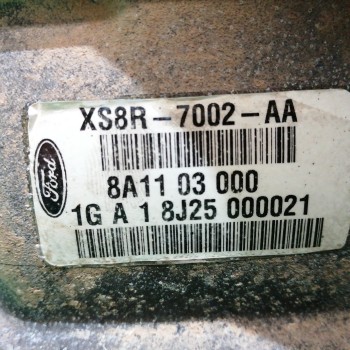 XS8R-7002-AA
Ford
8A11 03 000
1G A 1 8J25 000021